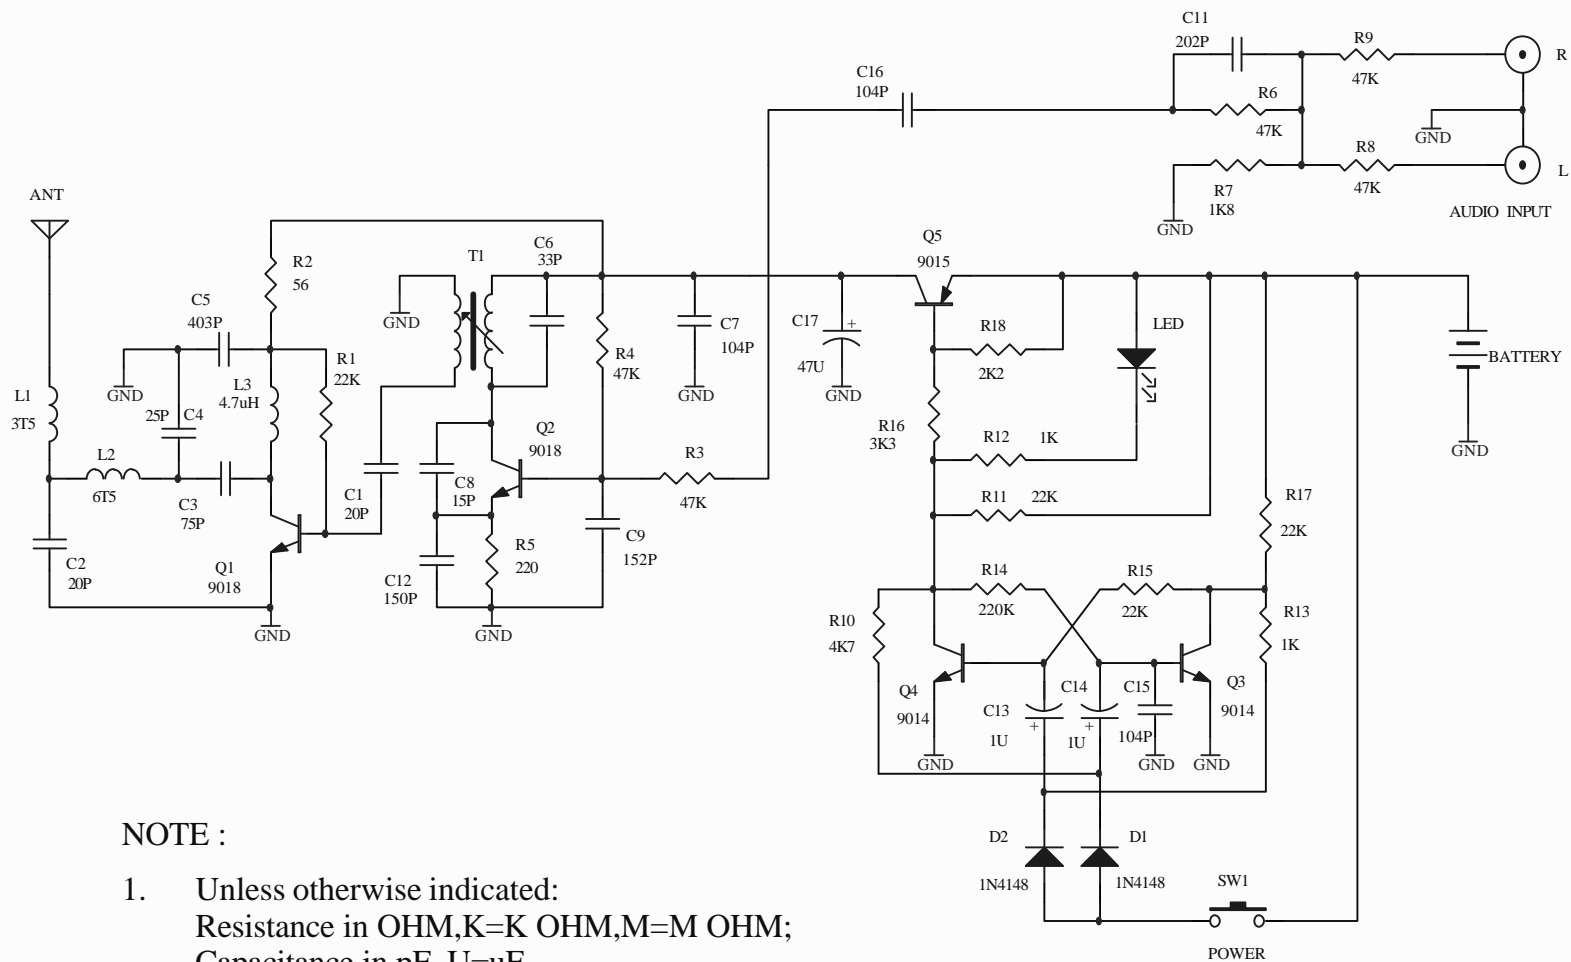 C11
202P
R9
47K
R
C16
104P
R6
47K
GND
R8
47K
L
R7
1K8
GND
AUDIO INPUT
ANT
Q5
9015
R2
56
T1
C6
33P
C5
403P
GND
C7
104P
C17
+
47U
R18
2K2
LED
BATTERY
R1
22K
R4
47K
GND
L3
4.7uH
GND
GND
GND
L1
3T5
25P C4
R16
3K3
R12
1K
GND
Q2
9018
L2
6T5
R3
47K
C8
15P
R11
22K
R17
22K
C3
75P
C1
20P
C9
152P
C2
20P
Q1
9018
R5
220
C12
150P
R14
220K
R15
22K
GND
GND
R10
4K7
R13
1K
Q4
9014
C13
1U
+
C14
1U
+
C15
104P
Q3
9014
GND
GND
GND
NOTE :
D2
1N4148
D1
1N4148
SW1
POWER
1. Unless otherwise indicated:
Resistance in OHM,K=K OHM,M=M OHM;
Capacitance in pF, U=uF